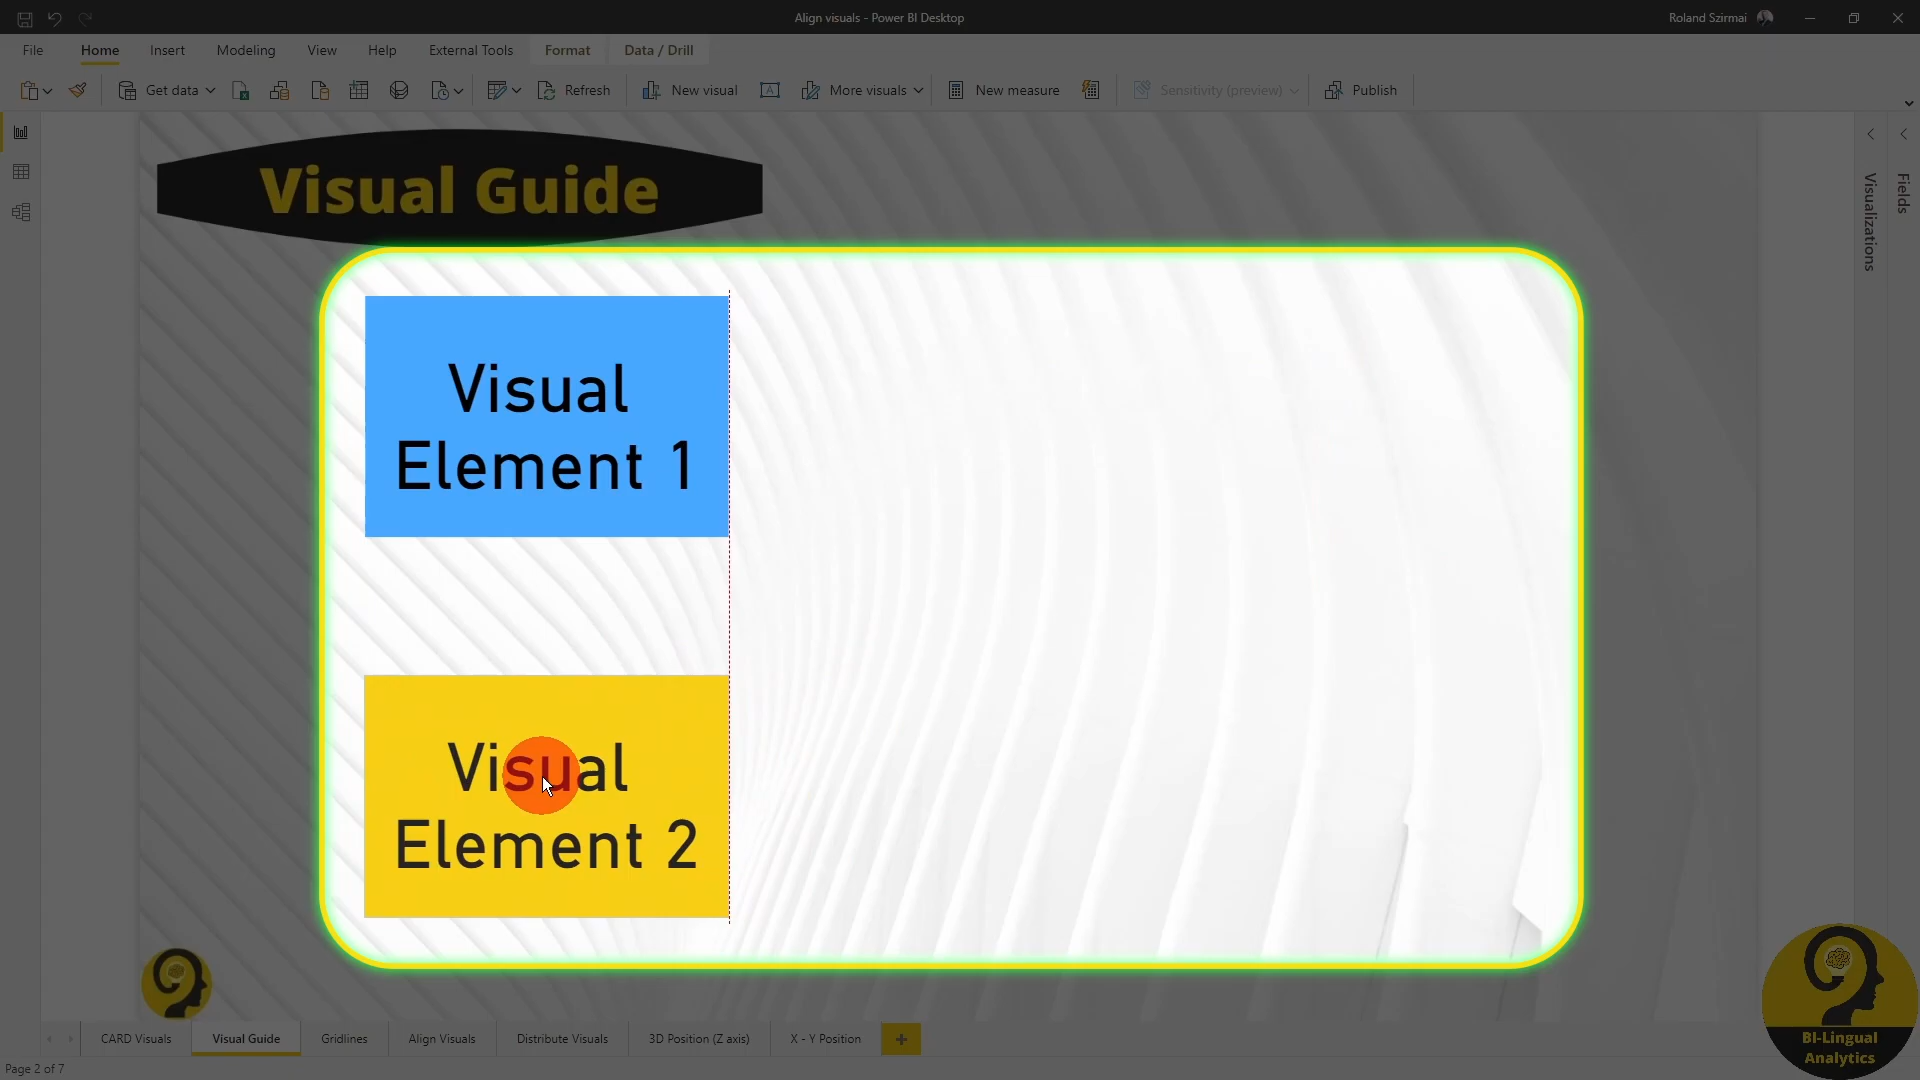 Align visuals - Power BI Desktop
Roland Szirmai
File
Home
Insert
Modeling
View
Help
External Tools
Format
Data / Drill
Get data
Refresh
New visual
More visuals
New measure
Sensitivity (preview)
Publish
Visual Guide
Visualizations
Fields
Visual
Element 1
Visual
Element 2
BI-Lingual
Analytics
CARD Visuals
Visual Guide
Gridlines
Align Visuals
Distribute Visuals
3D Position (Z axis)
X - Y Position
Page 2 of 7